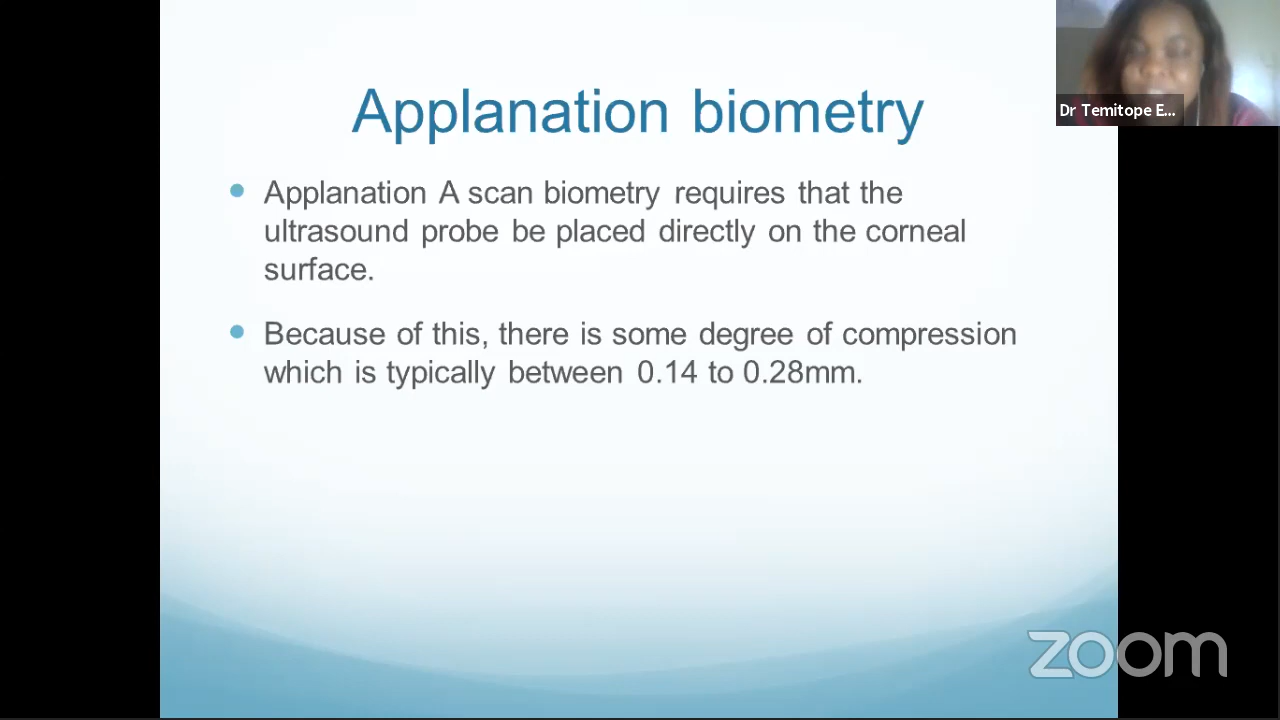 Applanation biometry
Dr Temitope E...
Applanation A scan biometry requires that the
ultrasound probe be placed directly on the corneal
surface.
Because of this, there is some degree of compression
which is typically between 0.14 to 0.28mm.
zoom